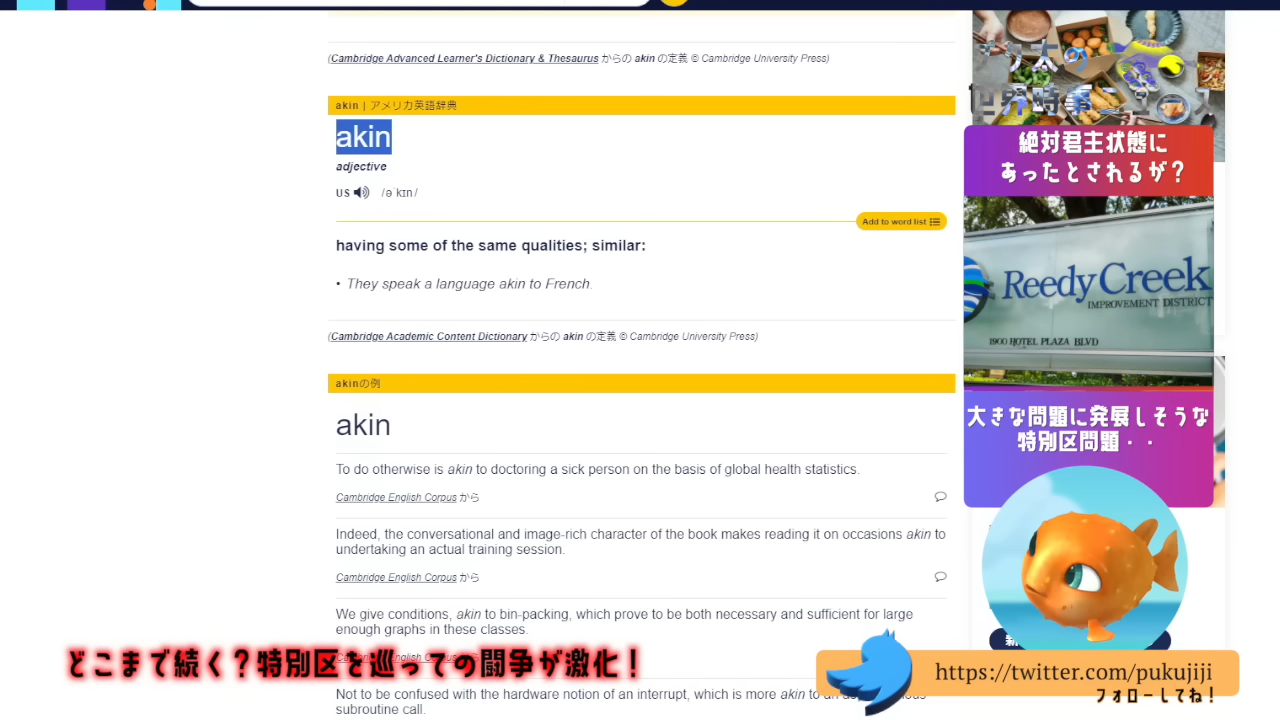 (Cambridge Advanced Learner's Dictionary & Thesaurus からの akin の定義 © Cambridge University Press)
akin | アメリカ英語辞典
akin
adjective
US /əˈkɪn/
Add to word list
having some of the same qualities; similar:
• They speak a language akin to French.
(Cambridge Academic Content Dictionary からの akin の定義 © Cambridge University Press)
akinの例
akin
To do otherwise is akin to doctoring a sick person on the basis of global health statistics.
Cambridge English Corpus から
Indeed, the conversational and image-rich character of the book makes reading it on occasions akin to
undertaking an actual training session.
Cambridge English Corpus から
We give conditions, akin to bin-packing, which prove to be both necessary and sufficient for large
enough graphs in these classes.
Cambridge English Corpus から
Not to be confused with the hardware notion of an interrupt, which is more akin to
subroutine call.
世界時事ニュース
絶対君主状態に
あったとされるが？
Reedy Creek
IMPROVEMENT DISTRICT
1900 HOTEL PLAZA BLVD
大きな問題に発展しそうな
特別区問題・・
どこまで続く？特別区を巡っての闘争が激化！
https://twitter.com/pukujiji
フォローしてね！